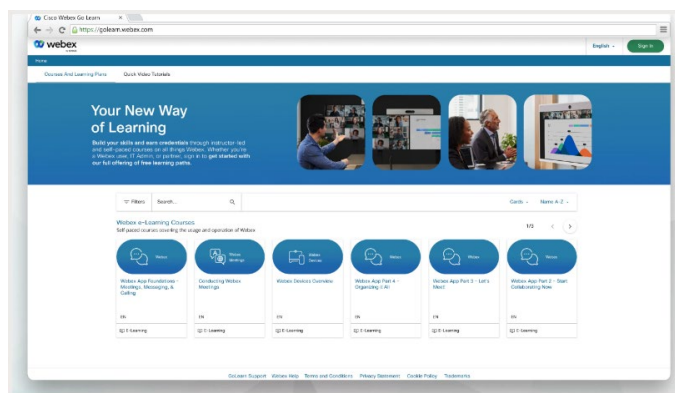 Cisco Webex Go Learn
https://golearn.webex.com
webex
English
Sign In
Home
Courses And Learning Plans
Quick Video Tutorials
Your New Way
of Learning
Build your skills and earn credentials through instructor-led
and self-paced courses on all things Webex. Whether you're
a Webex user, IT Admin, or partner, sign in to get started with
our full offering of free learning paths.
Filters
Search...
Cards
Name A-Z
Webex e-Learning Courses
Self-paced courses covering the usage and operation of Webex
1/3
Webex
Webex App Foundations -
Meetings, Messaging, &
Calling
EN
E-Learning
Webex
Meetings
Conducting Webex
Meetings
EN
E-Learning
Webex
Devices
Webex Devices Overview
EN
E-Learning
Webex
Webex App Part 4 -
Organizing it All
EN
E-Learning
Webex
Webex App Part 3 - Let's
Meet
EN
E-Learning
Webex
Webex App Part 2 - Start
Collaborating Now
EN
E-Learning
GoLearn Support
Webex Help
Terms and Conditions
Privacy Statement
Cookie Policy
Trademarks